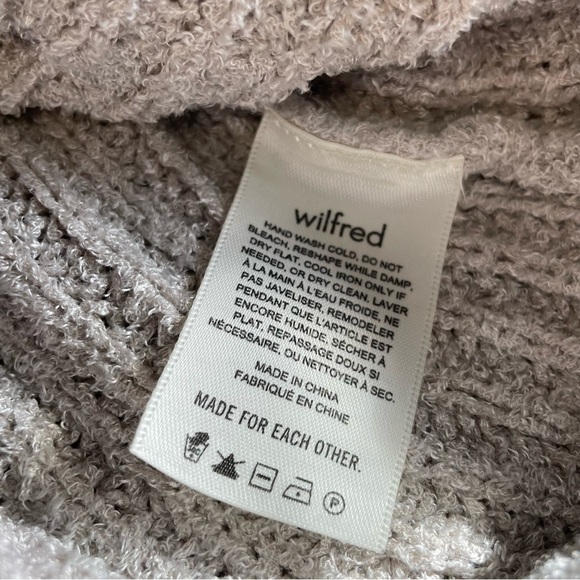 wilfred
HAND WASH COLD, DO NOT
BLEACH, RESHAPE WHILE DAMP,
DRY FLAT, COOL IRON ONLY IF
NEEDED, OR DRY CLEAN. LAVER
À LA MAIN À L'EAU FROIDE, NE
PAS JAVELISER, REMODELER
PENDANT QUE L'ARTICLE EST
ENCORE HUMIDE, SÉCHER À
PLAT, REPASSAGE DOUX SI
NÉCESSAIRE, OU NETTOYER À SEC.
MADE IN CHINA
FABRIQUÉ EN CHINE
MADE FOR EACH OTHER.
P